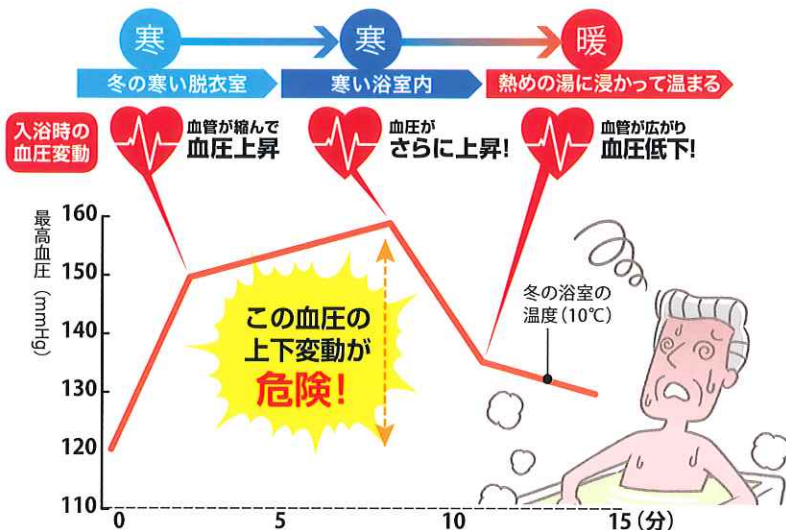 寒
寒
暖
冬の寒い脱衣室
寒い浴室内
熱めの湯に浸かって温まる
入浴時の
血圧変動
血管が縮んで
血圧上昇
血圧が
さらに上昇!
血管が広がり
血圧低下!
最高血圧（mmHg）
160
150
140
130
120
110
この血圧の
上下変動が
危険!
冬の浴室の
温度(10℃)
0 5 10 15(分)